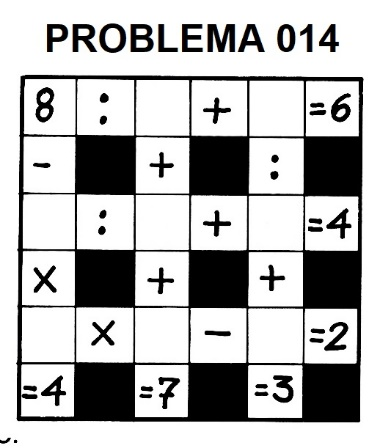 PROBLEMA 014
8 : + =6
- + :
: + =4
X + +
X - =2
=4 =7 =3